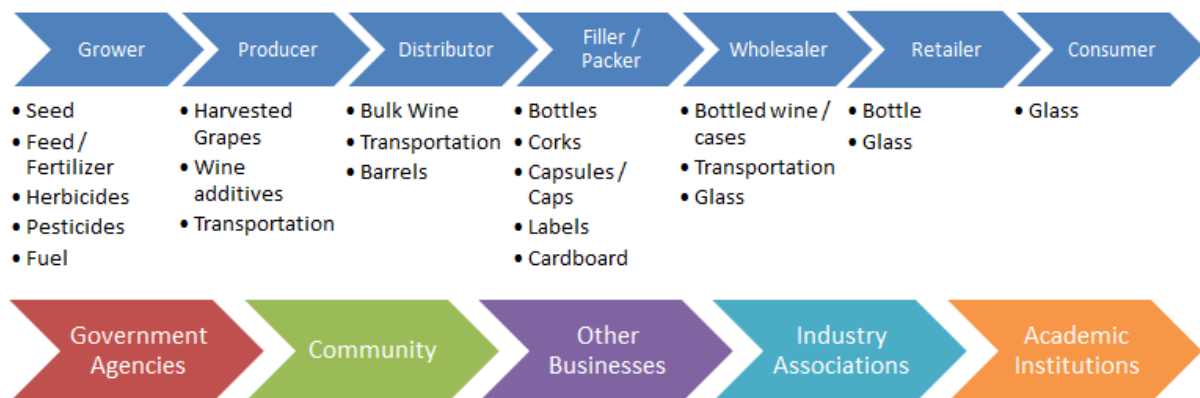 Grower
Producer
Distributor
Filler /
Packer
Wholesaler
Retailer
Consumer
• Seed
• Feed /
Fertilizer
• Herbicides
• Pesticides
• Fuel
• Harvested
Grapes
• Wine
additives
• Transportation
• Bulk Wine
• Transportation
• Barrels
• Bottles
• Corks
• Capsules /
Caps
• Labels
• Cardboard
• Bottled wine /
cases
• Transportation
• Glass
• Bottle
• Glass
• Glass
Government
Agencies
Community
Other
Businesses
Industry
Associations
Academic
Institutions